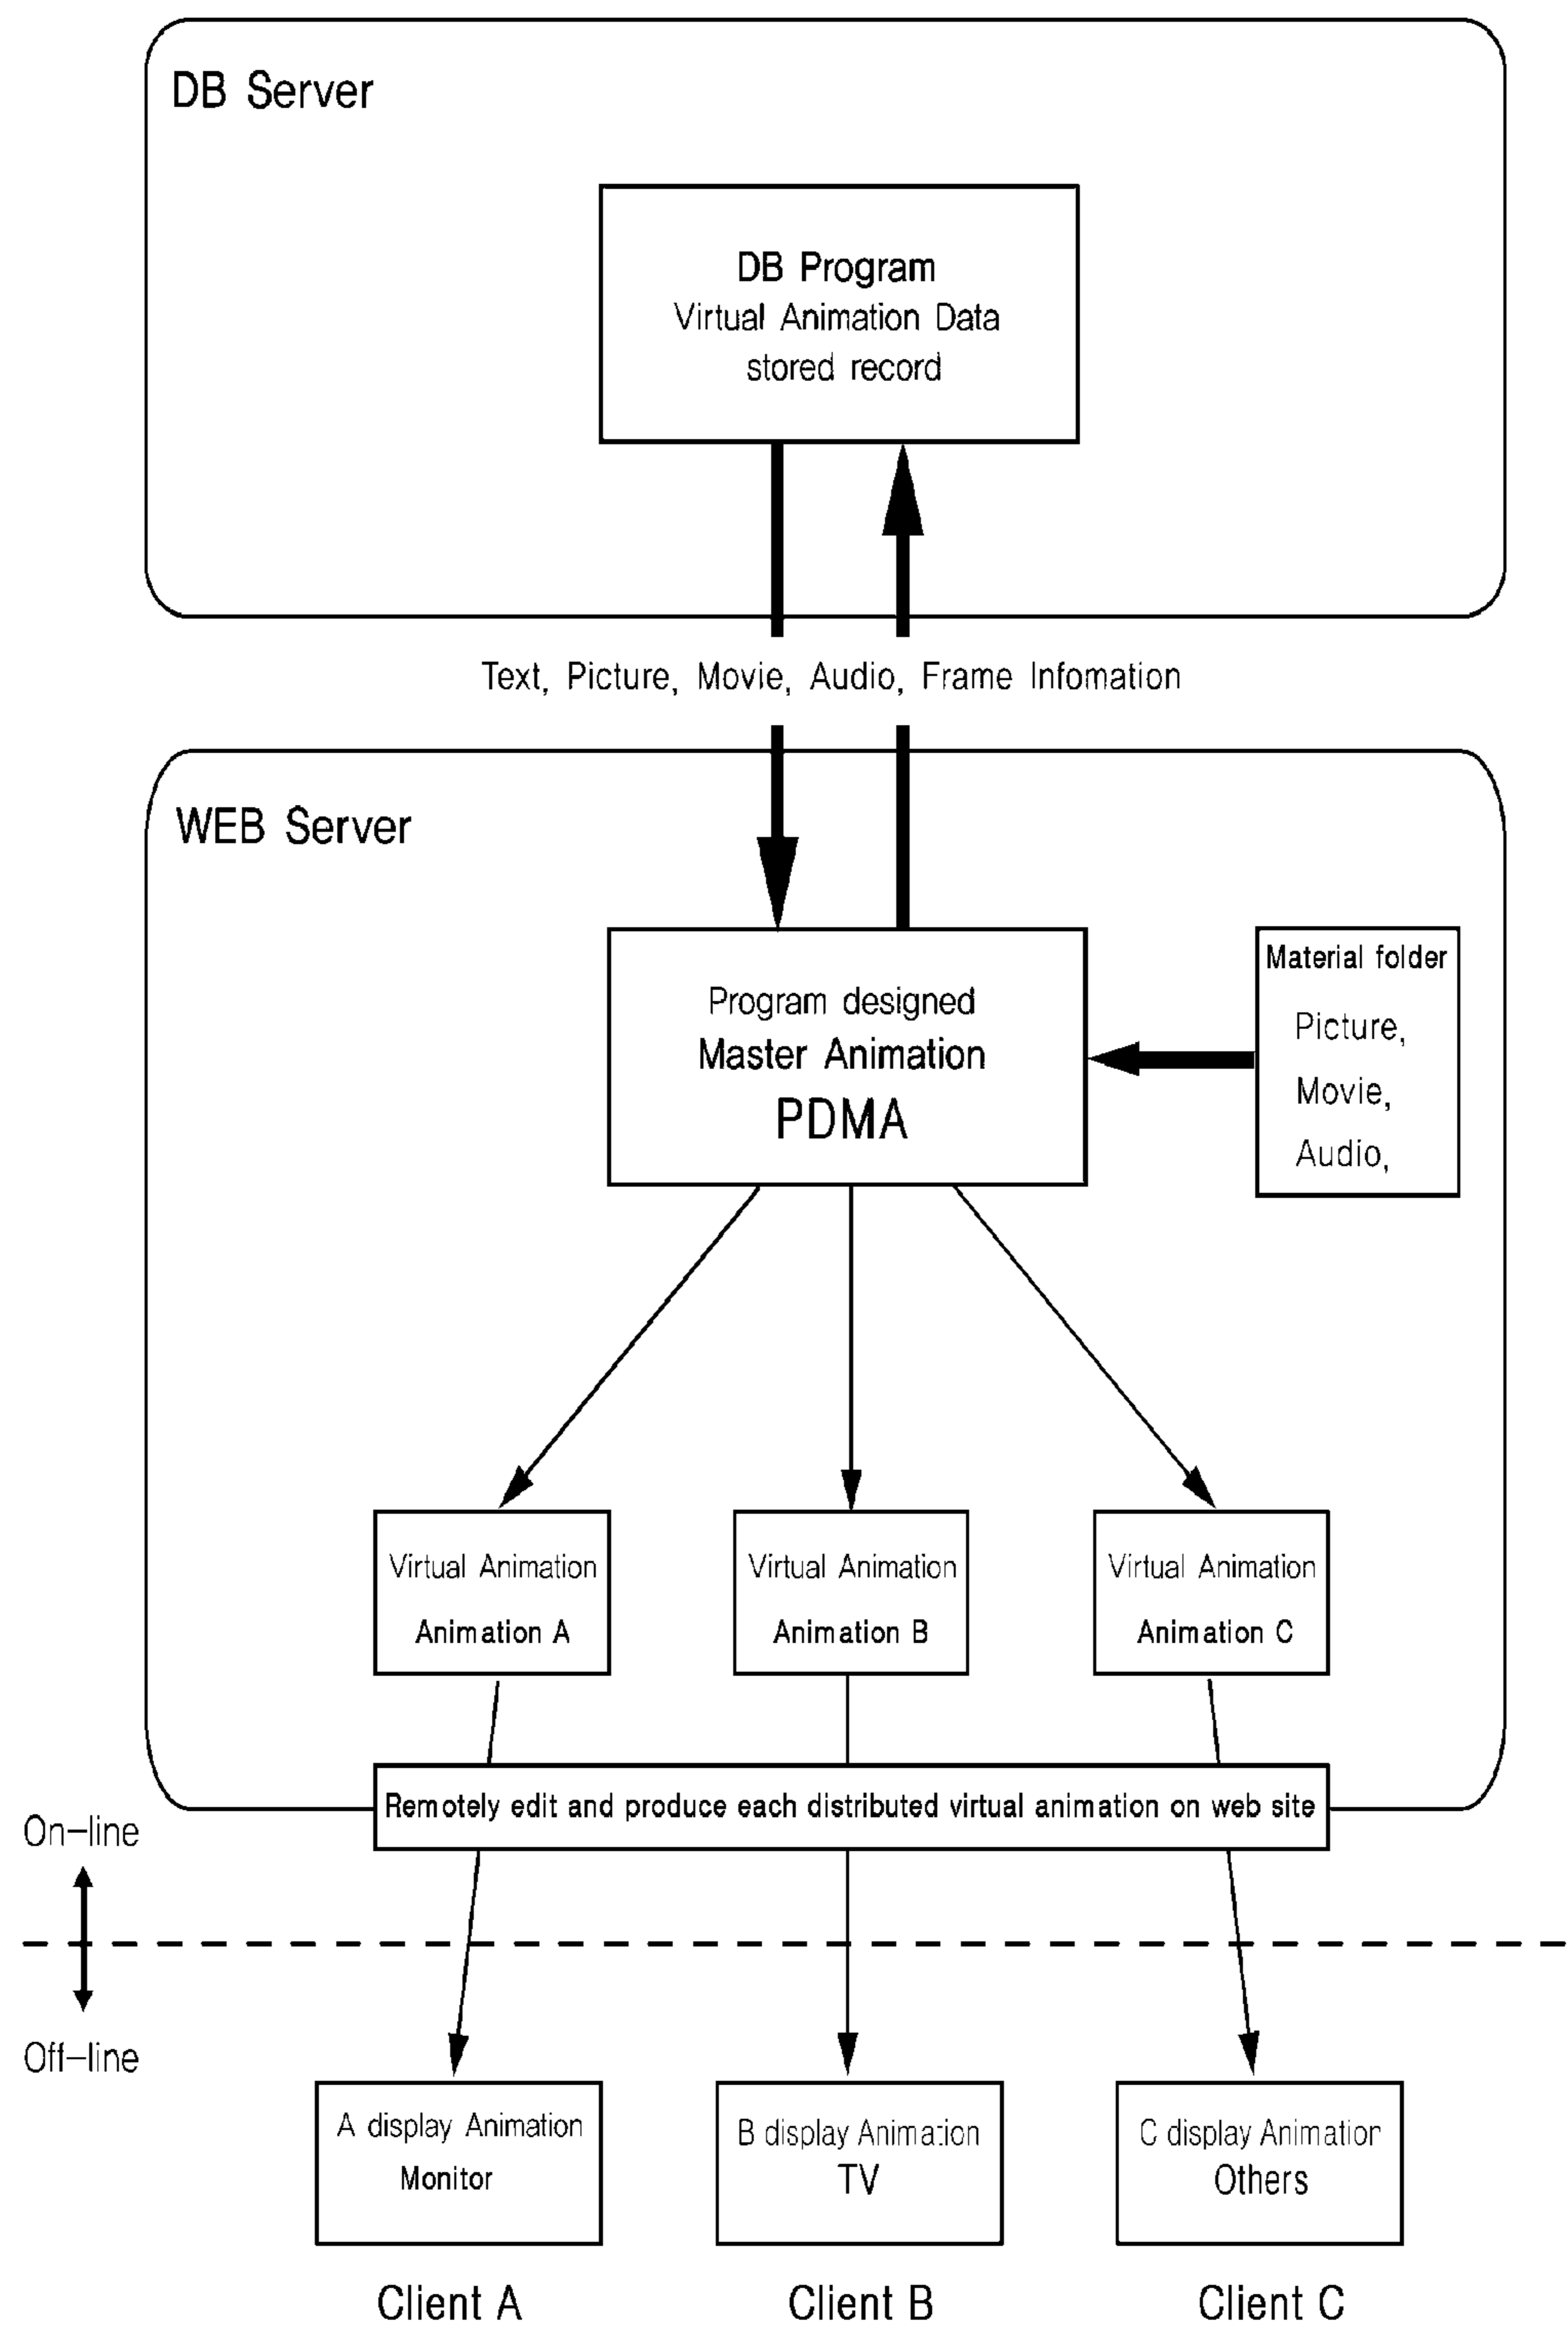 DB Server
DB Program
Virtual Animation Data
stored record
Text, Picture, Movie, Audio, Frame Infomation
WEB Server
Program designed
Master Animation
PDMA
Material folder
Picture,
Movie,
Audio,
Virtual Animation
Animation A
Virtual Animation
Animation B
Virtual Animation
Animation C
Remotely edit and produce each distributed virtual animation on web site
On-line
Off-line
A display Animation
Monitor
B display Animation
TV
C display Animation
Others
Client A
Client B
Client C